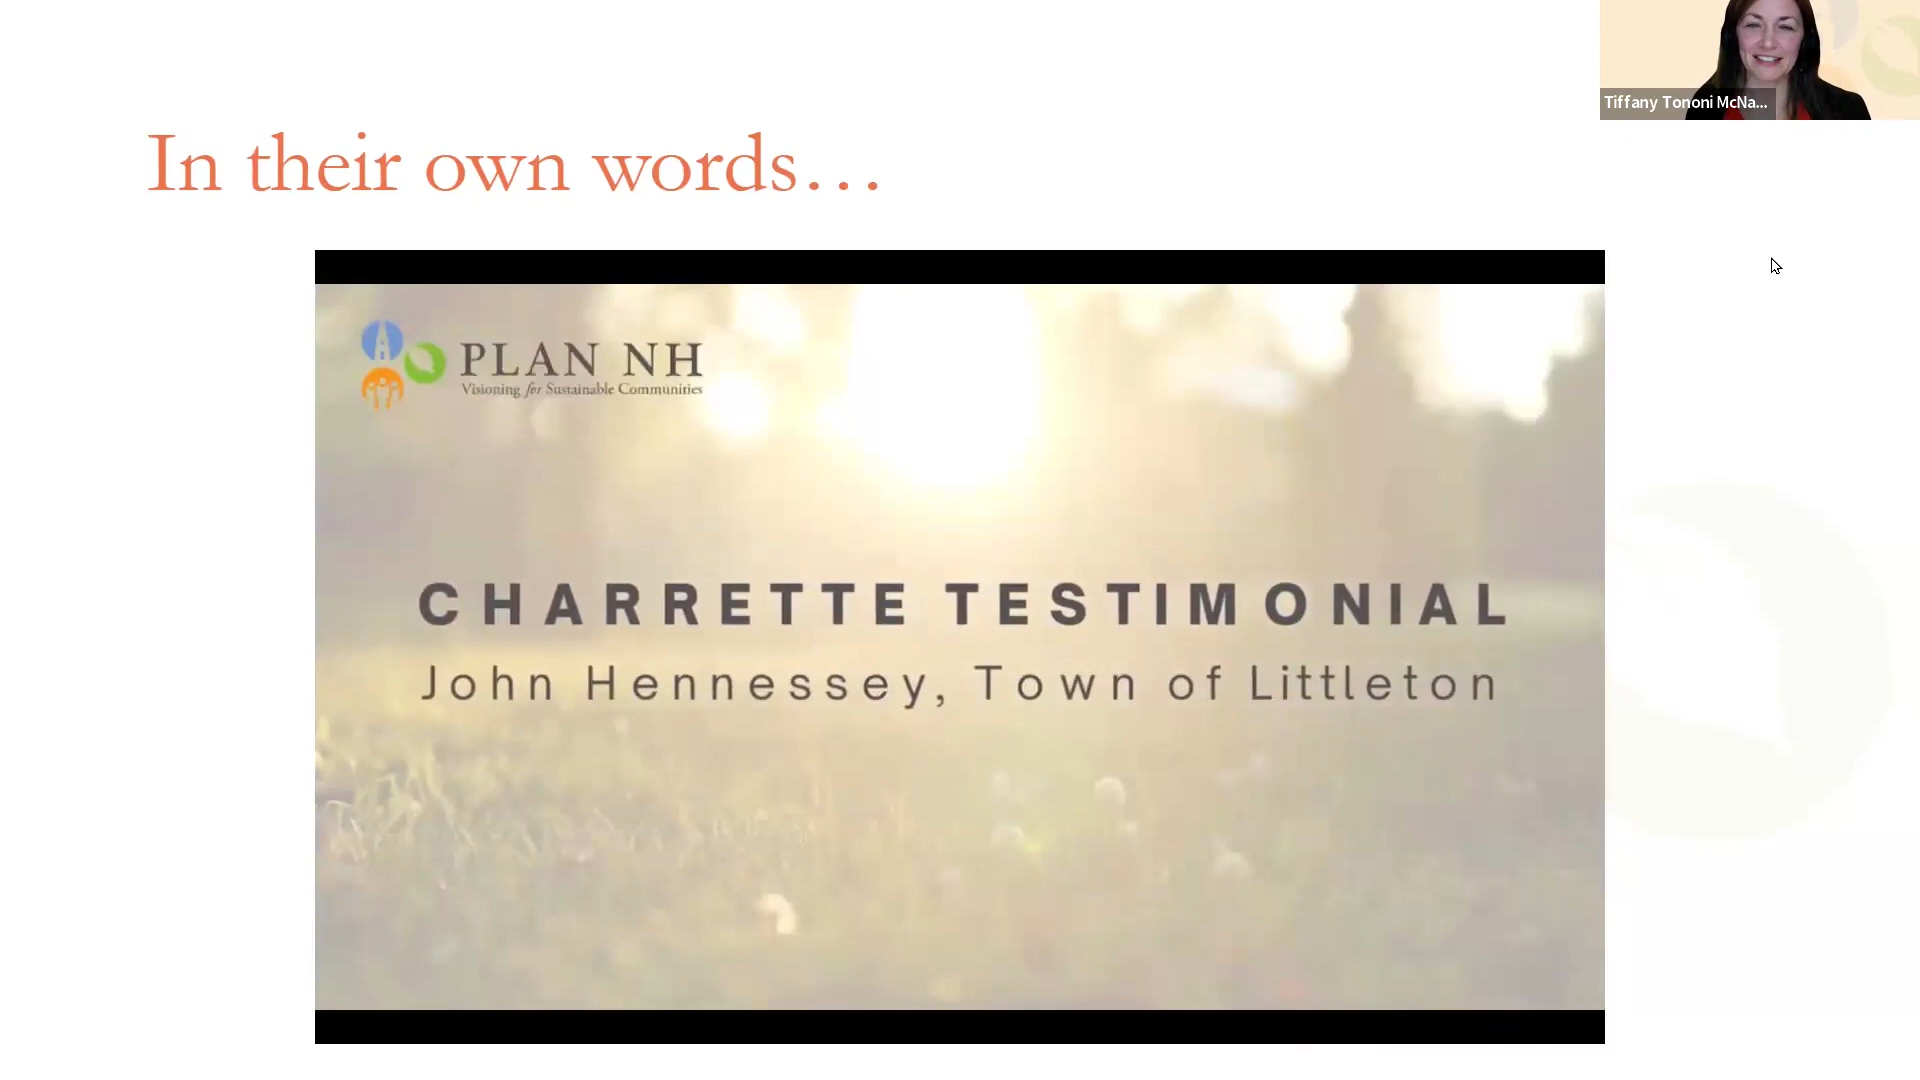 Tiffany Tononi McNa...
In their own words...
PLAN NH
Visioning for Sustainable Communities
CHARRETTE TESTIMONIAL
John Hennessey, Town of Littleton